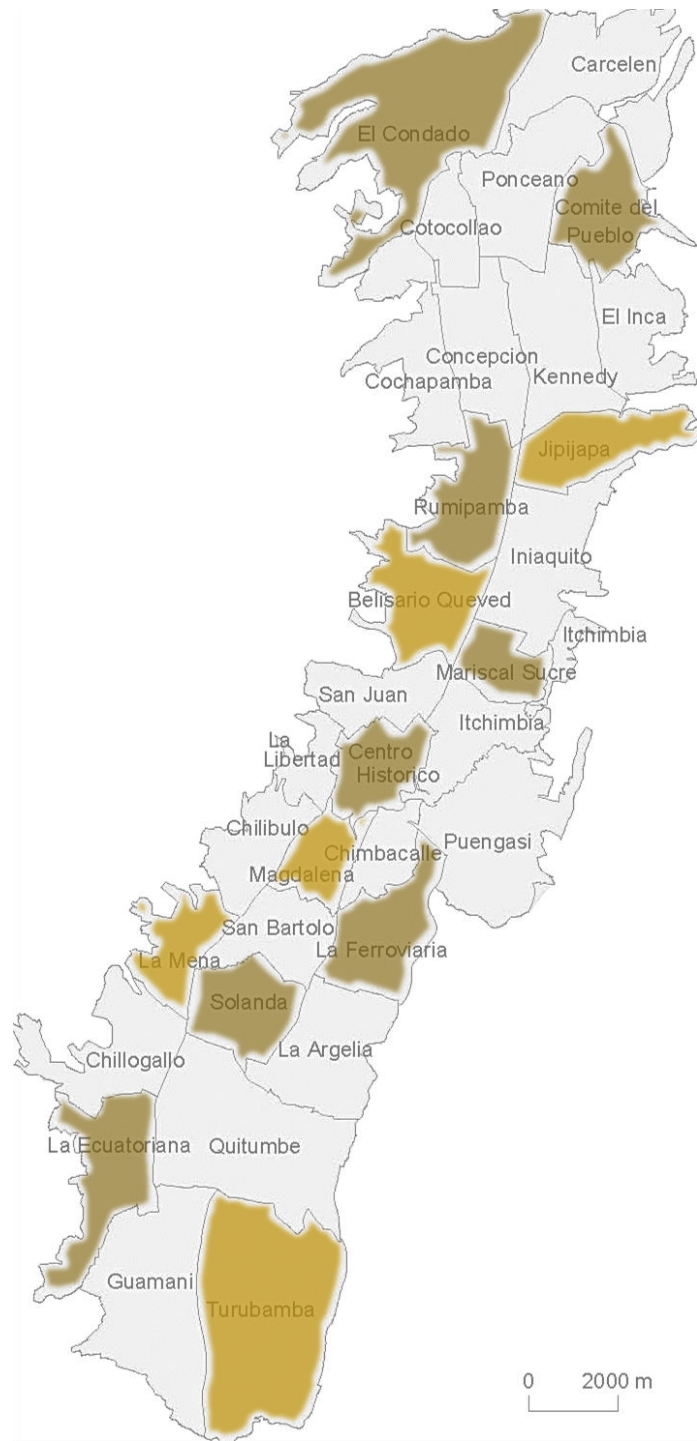 Carcelen
El Condado
Ponceano
Comite del
Pueblo
Cotocollao
El Inca
Concepcion
Kennedy
Cochapamba
Jipijapa
Rumipamba
Iniaquito
Belisario Queved
Itchimbia
Mariscal Sucre
San Juan
Itchimbia
La
Libertad
Centro
Historico
Chilibulo
Puengasi
Chimbacalle
Magdalena
San Bartolo
La Ferroviaria
La Mena
Solanda
La Argelia
Chillogallo
La Ecuatoriana
Quitumbe
Guamani
Turubamba
0 2000 m